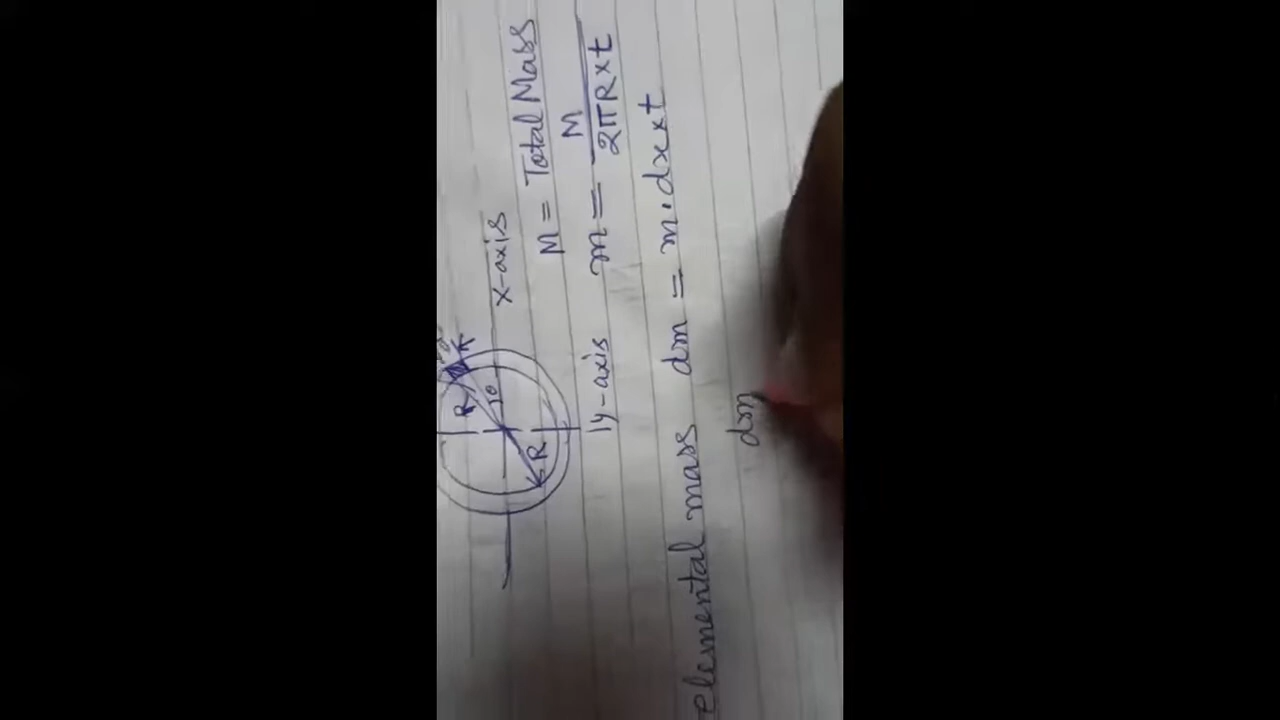 R
θ
R
x-axis
M = Total Mass
y-axis
m = M / 2πR×t
elemental mass dm = m.dx×t
dm